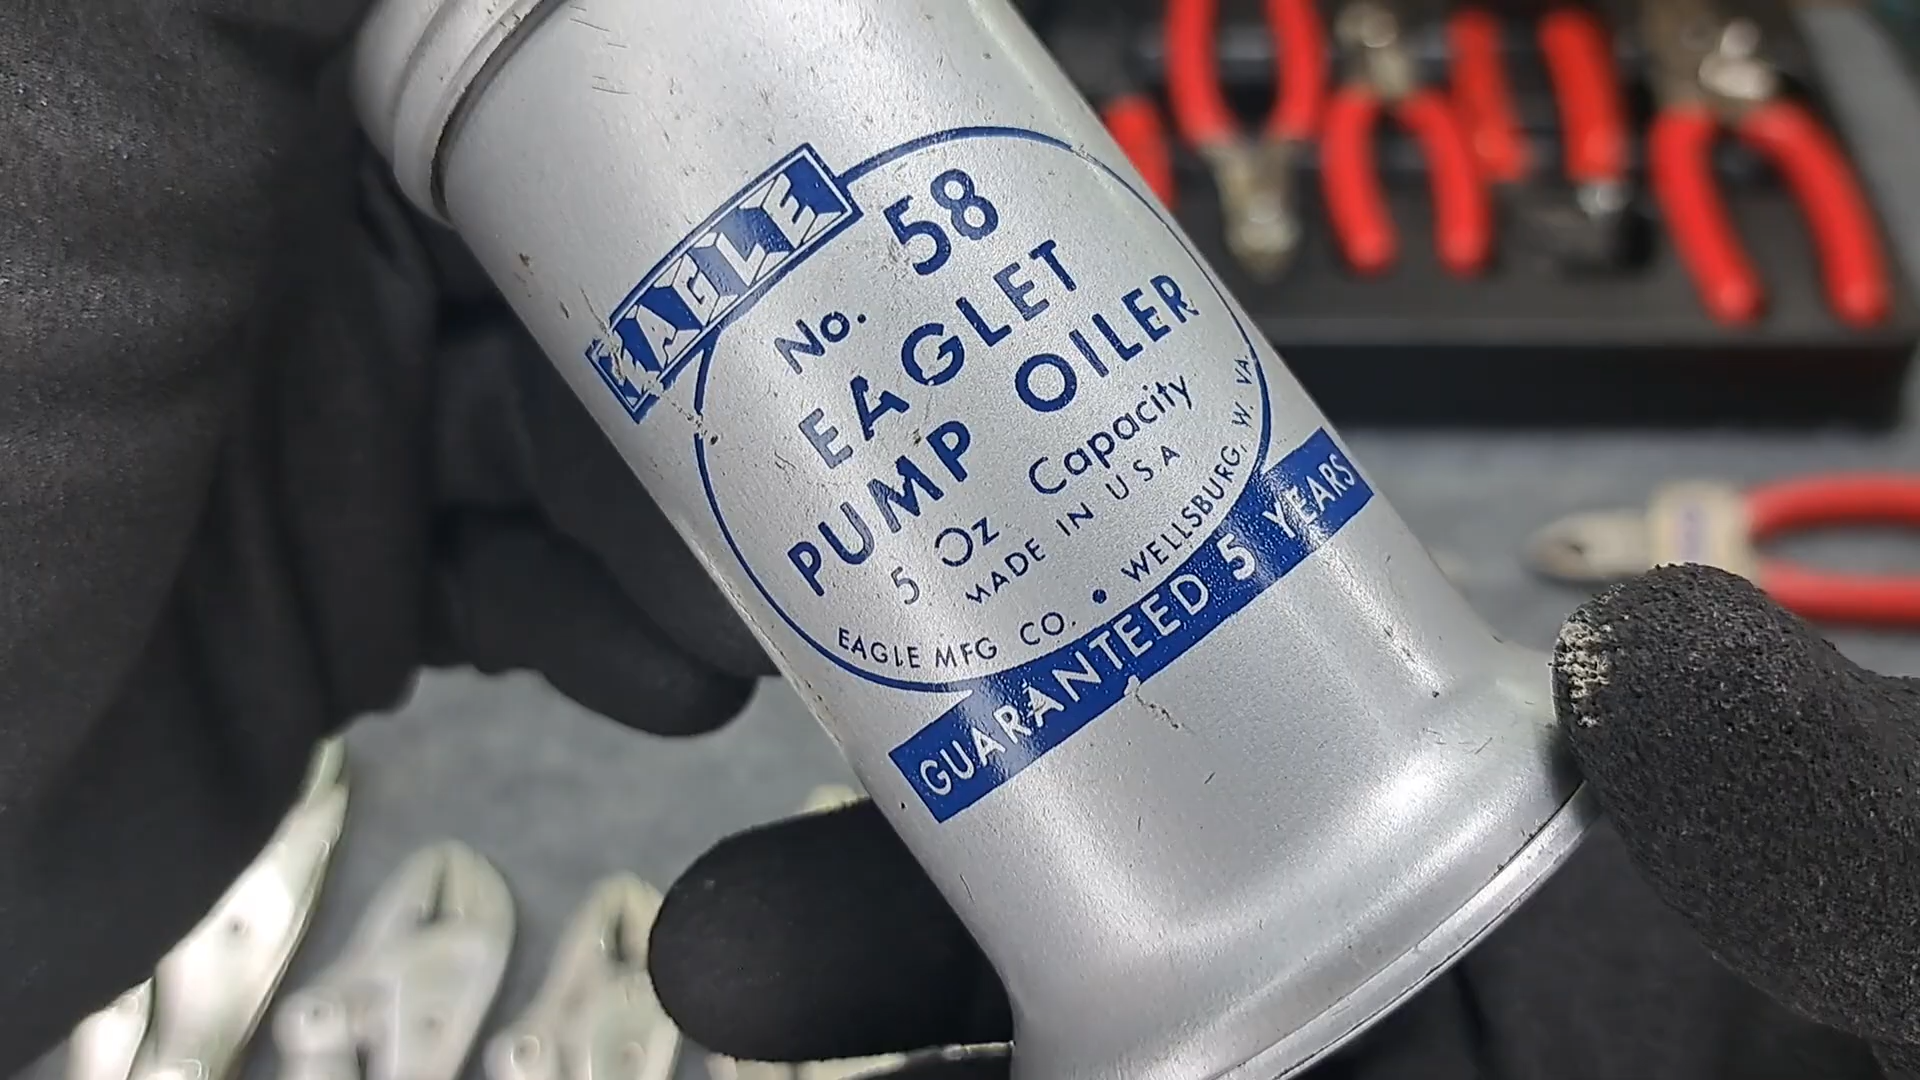 EAGLE
No. 58
EAGLET
PUMP OILER
5 Oz Capacity
MADE IN U S A
EAGLE MFG CO. • WELLSBURG, W. VA.
GUARANTEED 5 YEARS